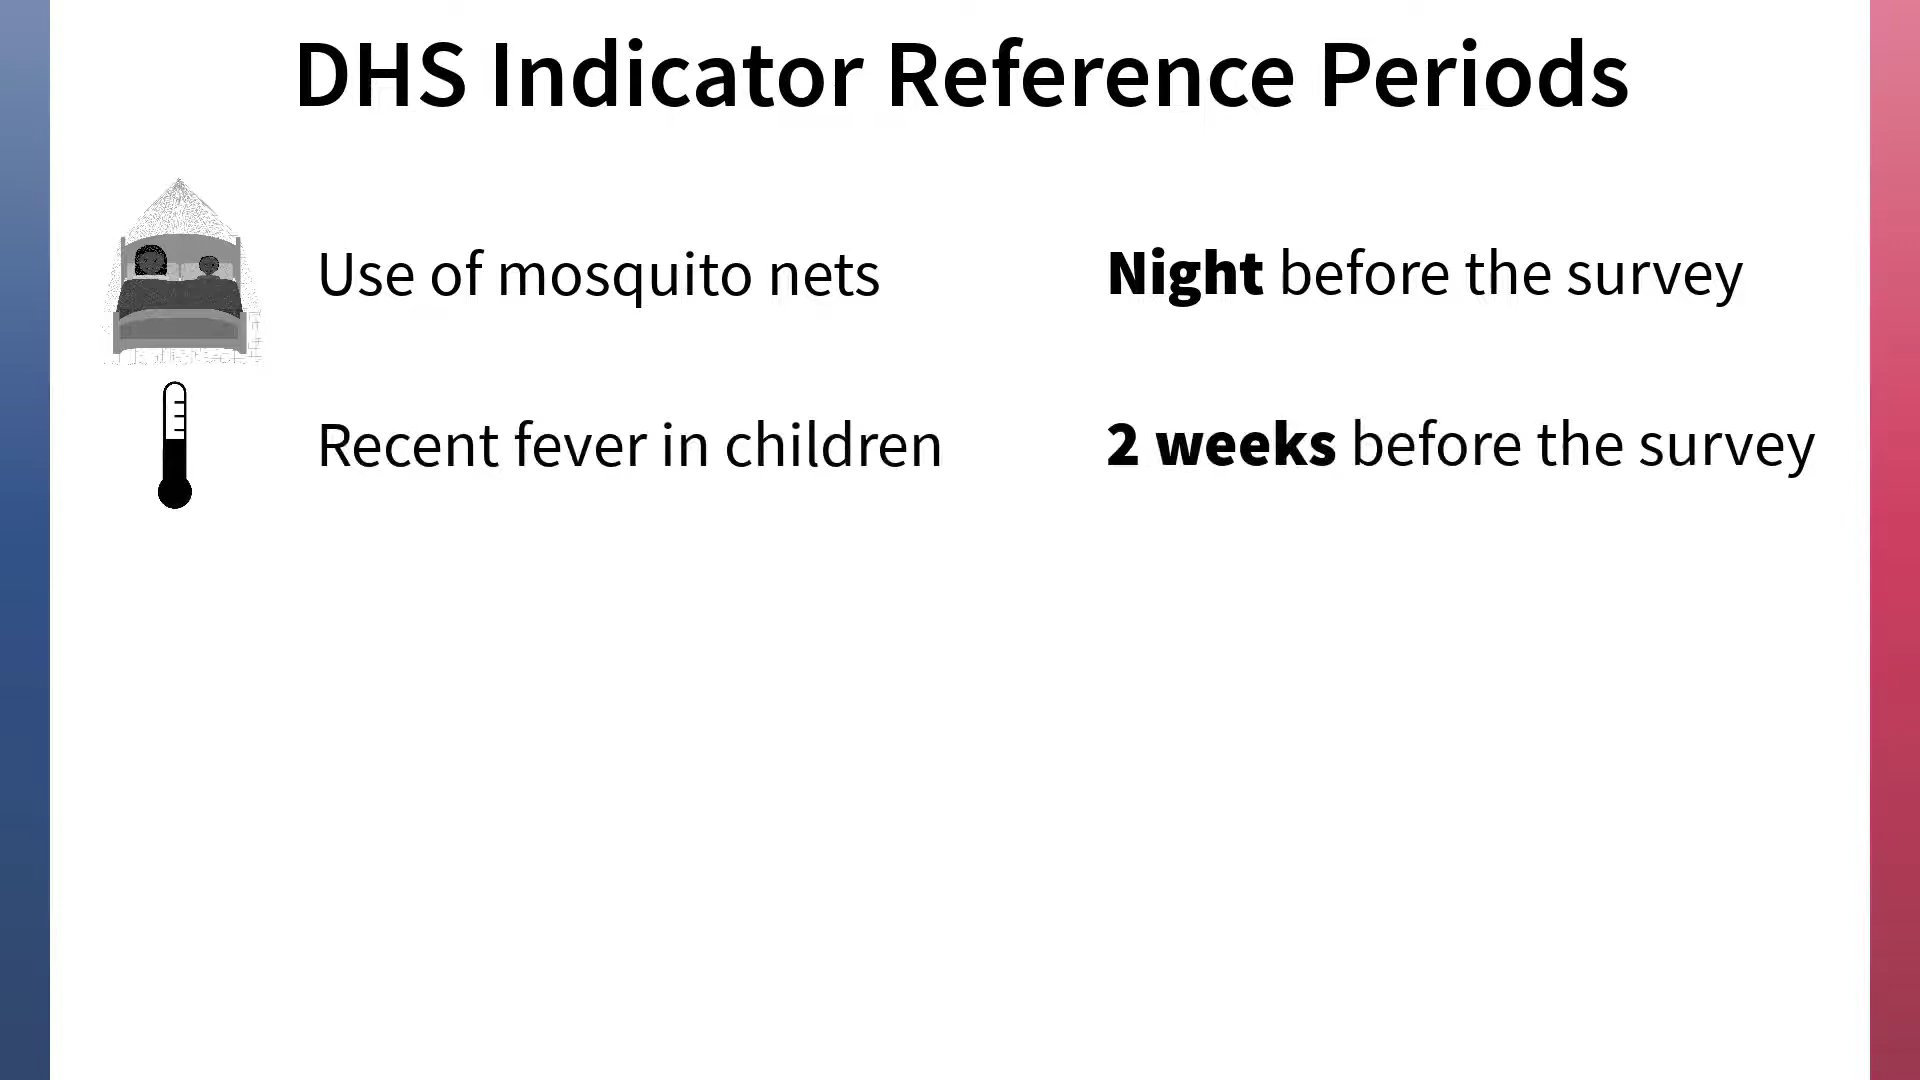 DHS Indicator Reference Periods
Use of mosquito nets
Night before the survey
Recent fever in children
2 weeks before the survey